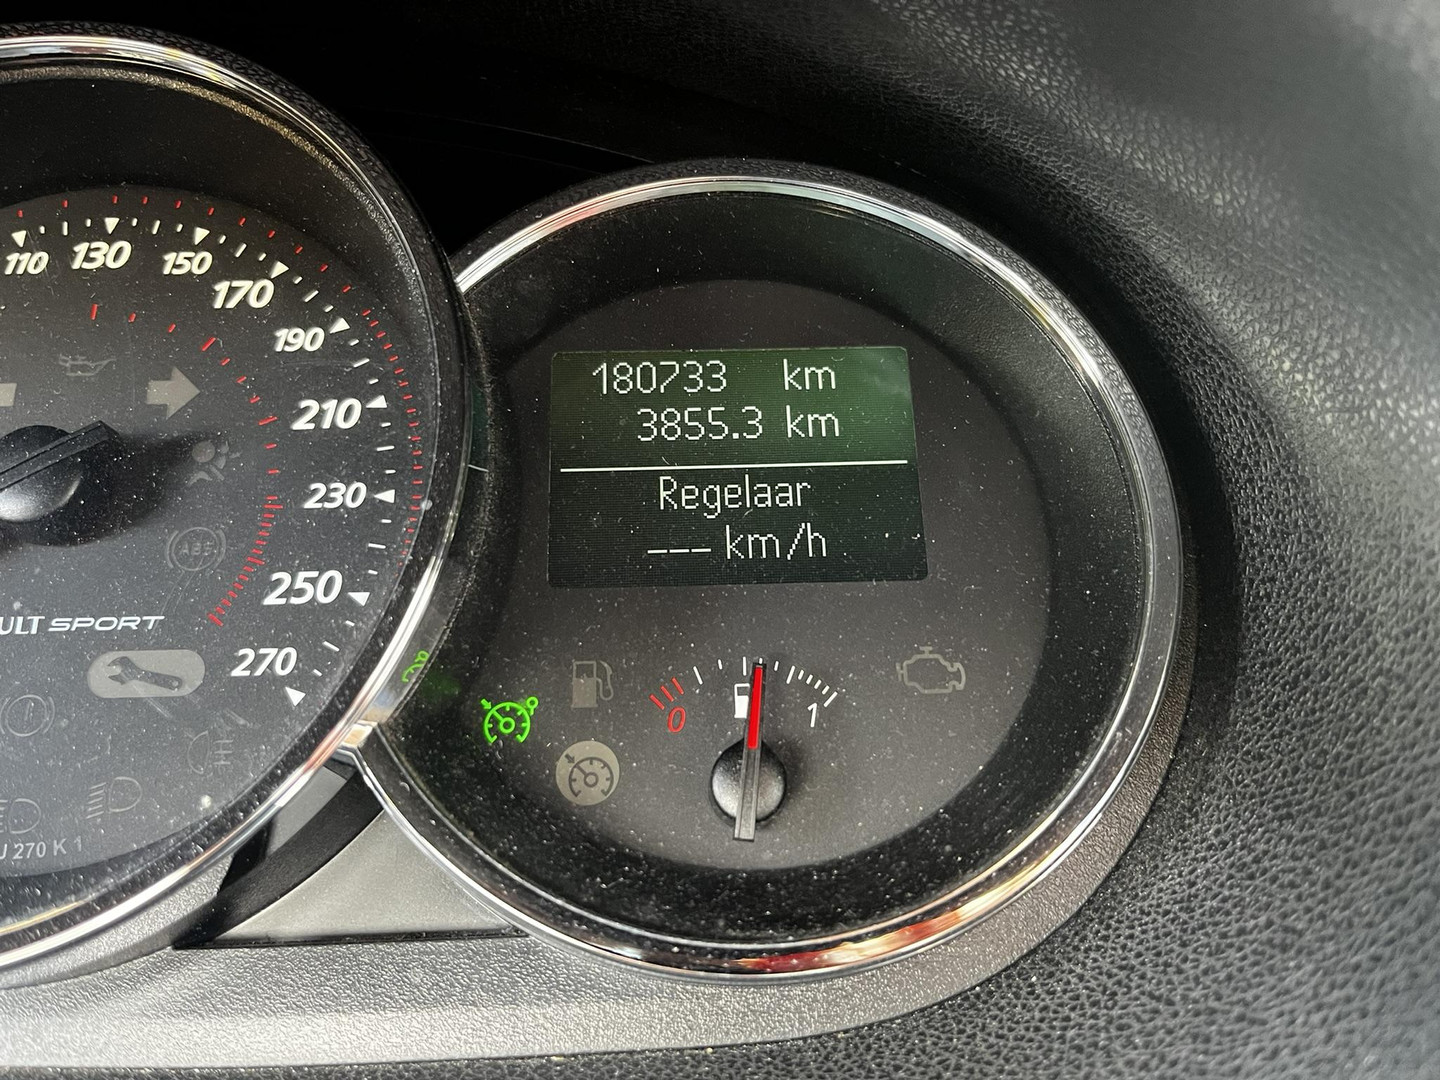 110 130 150 170 190 210 230 250 270
ABS
ULT SPORT
J 270 K 1
180733 km
3855.3 km
Regelaar
--- km/h
0 1